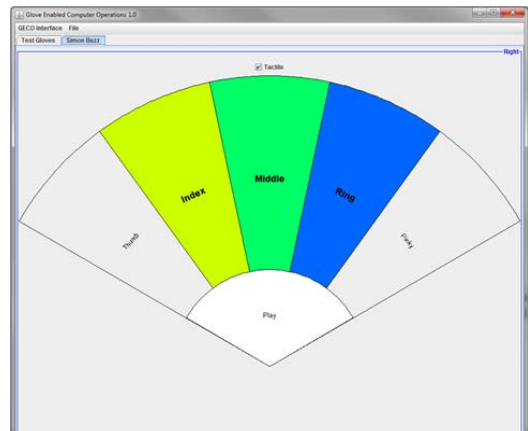 Glove Enabled Computer Operations 1.0
GECO Interface File
Test Gloves Simon Buzz
Right
Tactile
Middle
Index
Ring
Thumb
Pinky
Play